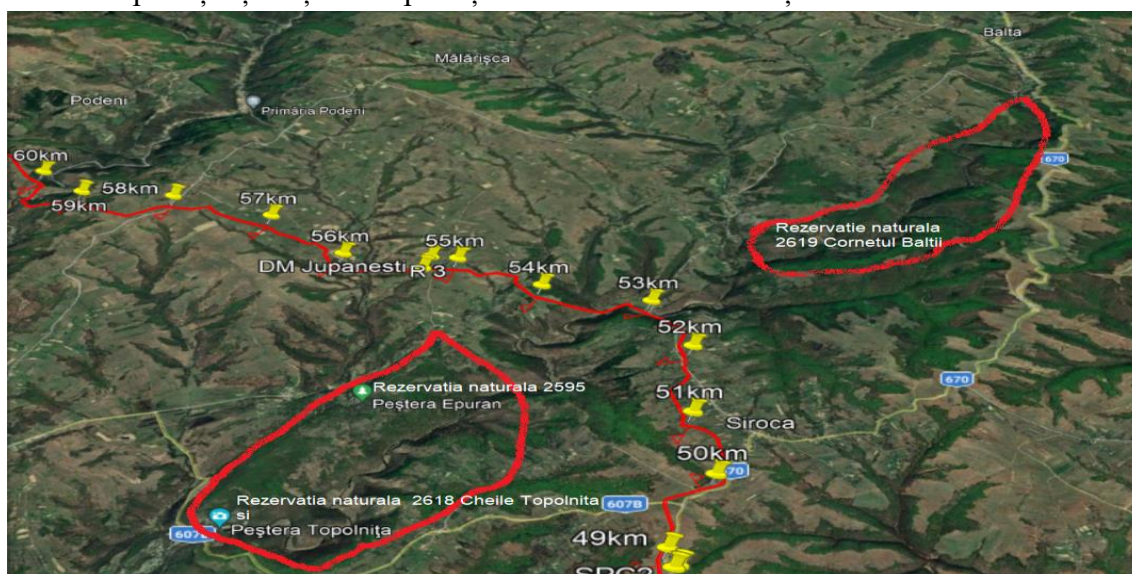 Balta
Mălărișca
Podeni
Primăria Podeni
60km
59km
58km
57km
56km
55km
54km
53km
52km
51km
50km
49km
DM Jupanesti
R 3
670
Rezervatie naturala
2619 Cornetul Baltii
670
Siroca
70
Rezervatia naturala 2595
Peștera Epuran
Rezervatia naturala 2618 Cheile Topolnita
si
Peștera Topolnița
607B